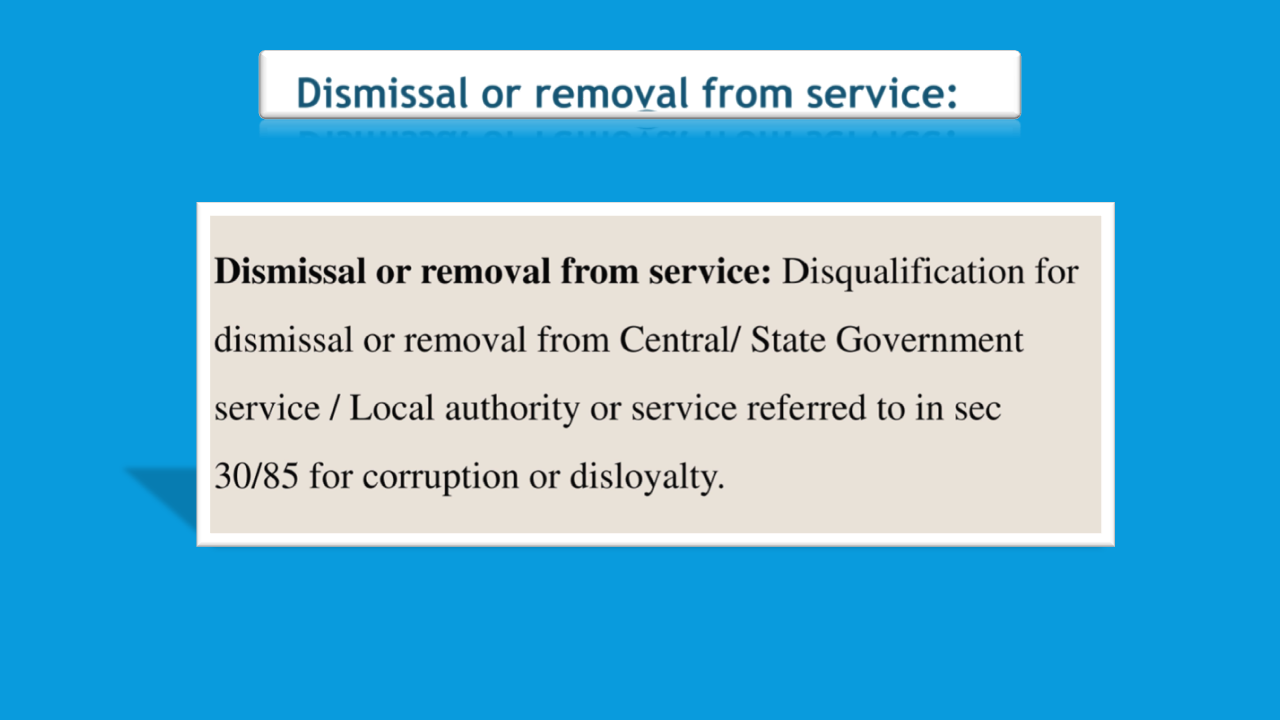 Dismissal or removal from service:
Dismissal or removal from service: Disqualification for
dismissal or removal from Central/ State Government
service / Local authority or service referred to in sec
30/85 for corruption or disloyalty.